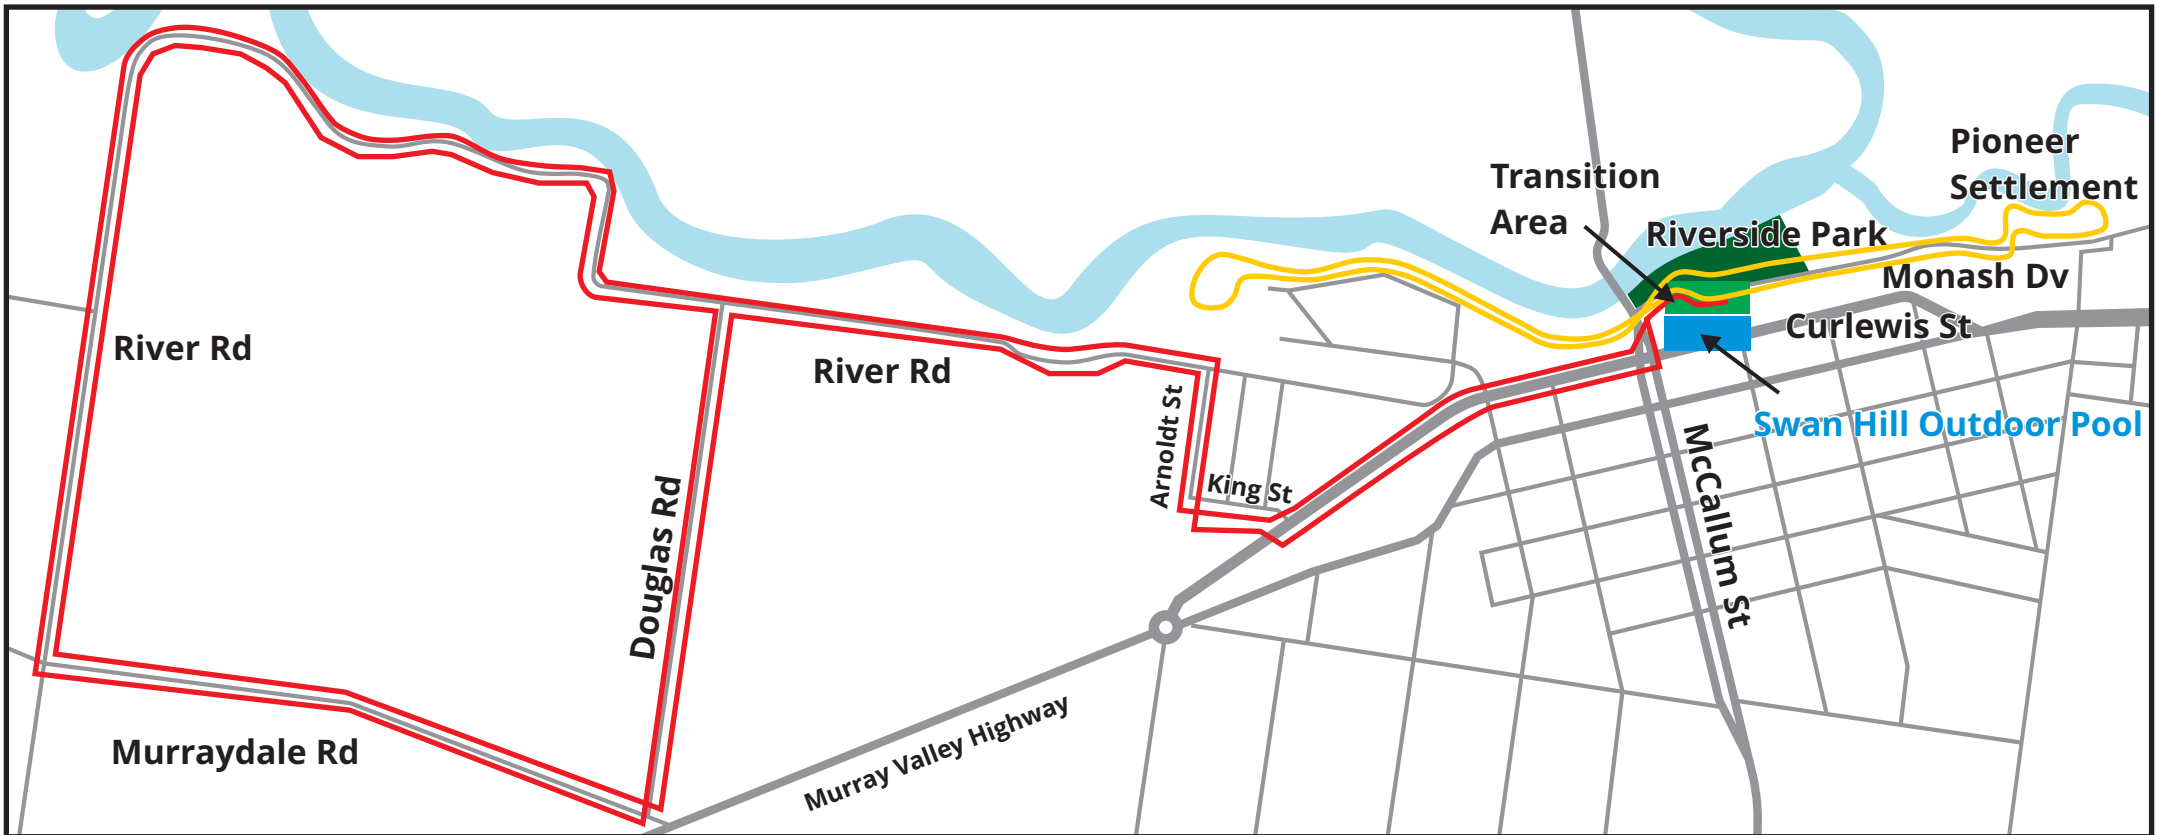 Pioneer
Settlement
Transition
Area
Riverside Park
Monash Dv
Curlewis St
River Rd
River Rd
Arnoldt St
King St
Swan Hill Outdoor Pool
McCallum St
Douglas Rd
Murraydale Rd
Murray Valley Highway